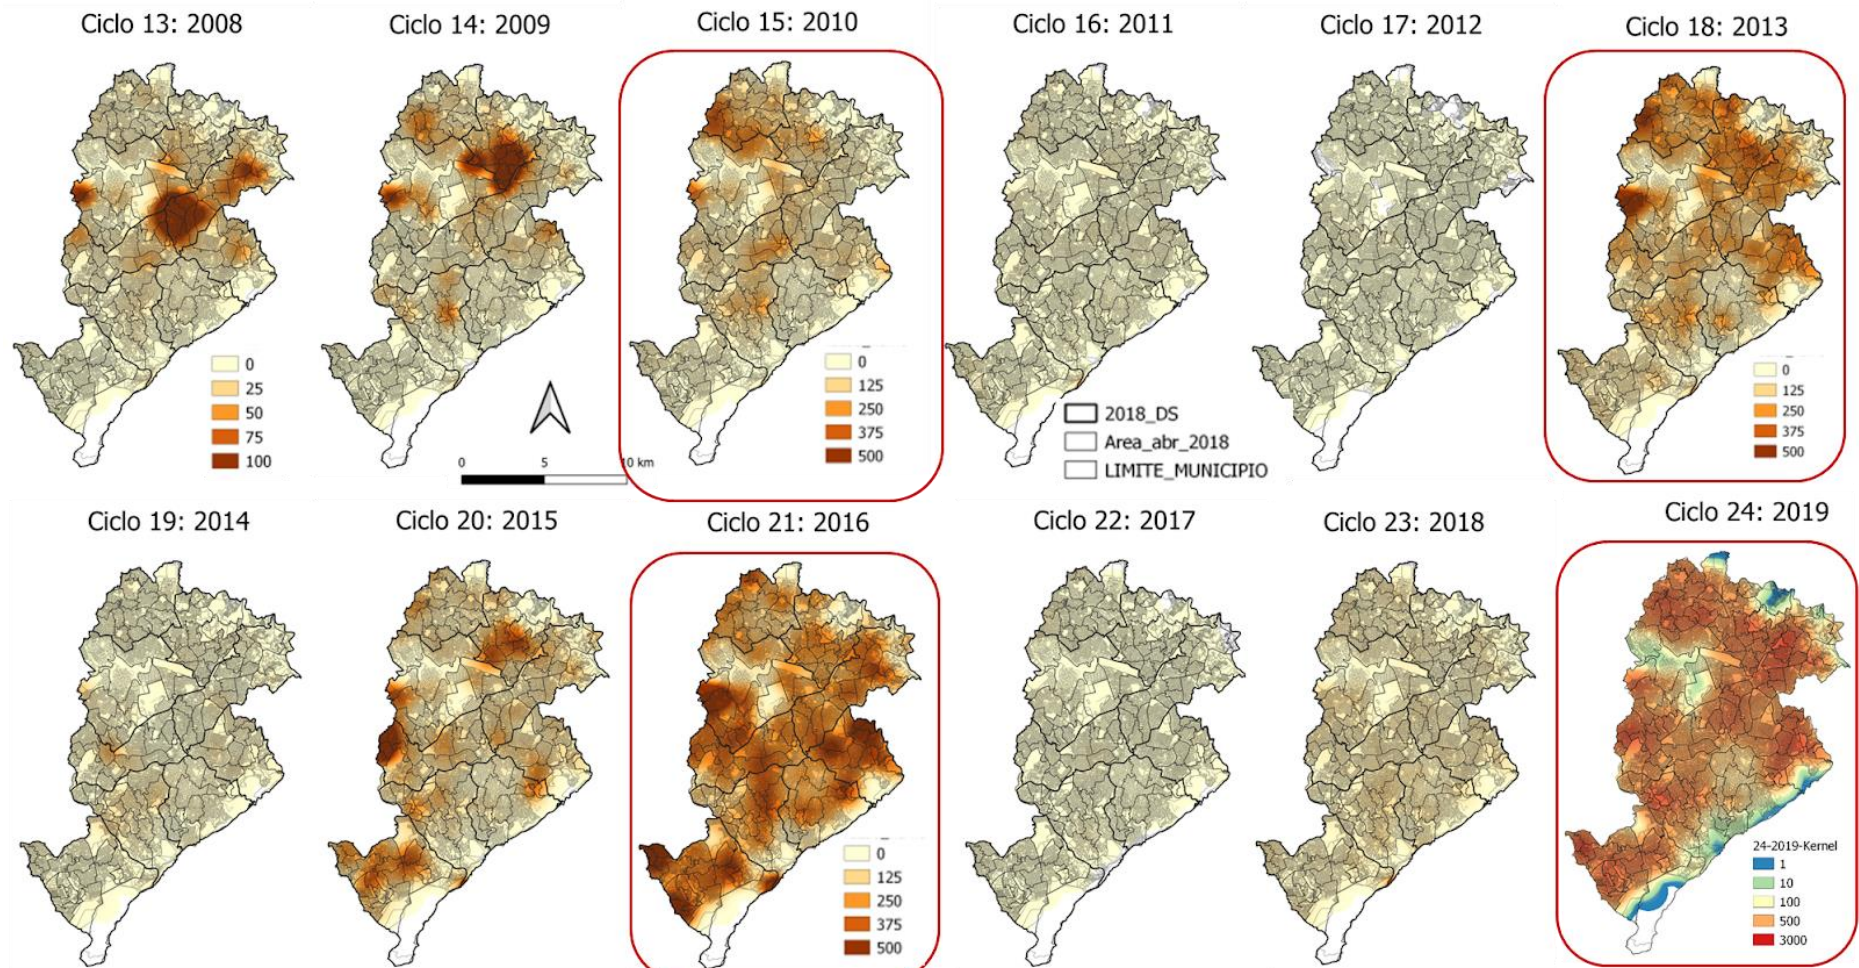 Ciclo 13: 2008
Ciclo 14: 2009
Ciclo 15: 2010
Ciclo 16: 2011
Ciclo 17: 2012
Ciclo 18: 2013
0
25
50
75
100
0
5
10 km
0
125
250
375
500
2018_DS
Area_abr_2018
LIMITE_MUNICIPIO
0
125
250
375
500
Ciclo 19: 2014
Ciclo 20: 2015
Ciclo 21: 2016
Ciclo 22: 2017
Ciclo 23: 2018
Ciclo 24: 2019
0
125
250
375
500
24-2019-Kernel
1
10
100
500
3000